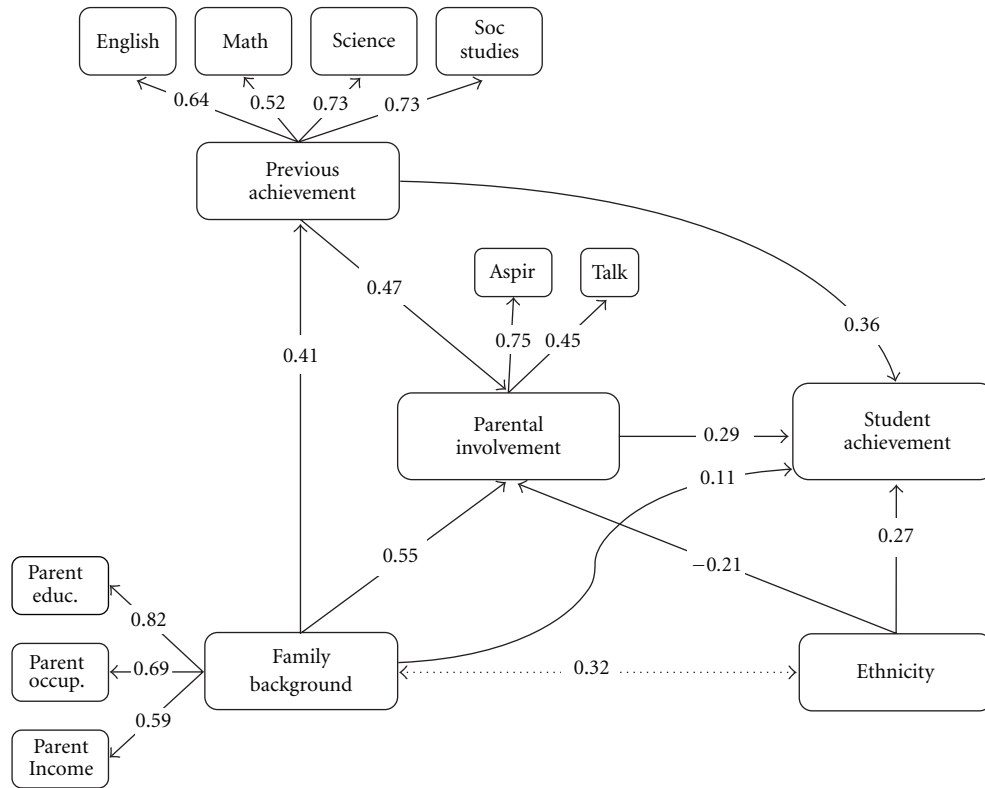 English
Math
Science
Soc
studies
0.64
0.52
0.73
0.73
Previous
achievement
0.47
Aspir
Talk
0.75
0.45
0.36
0.41
Parental
involvement
0.29
Student
achievement
0.11
0.55
−0.21
0.27
Parent
educ.
0.82
Parent
occup.
0.69
Parent
Income
0.59
Family
background
0.32
Ethnicity